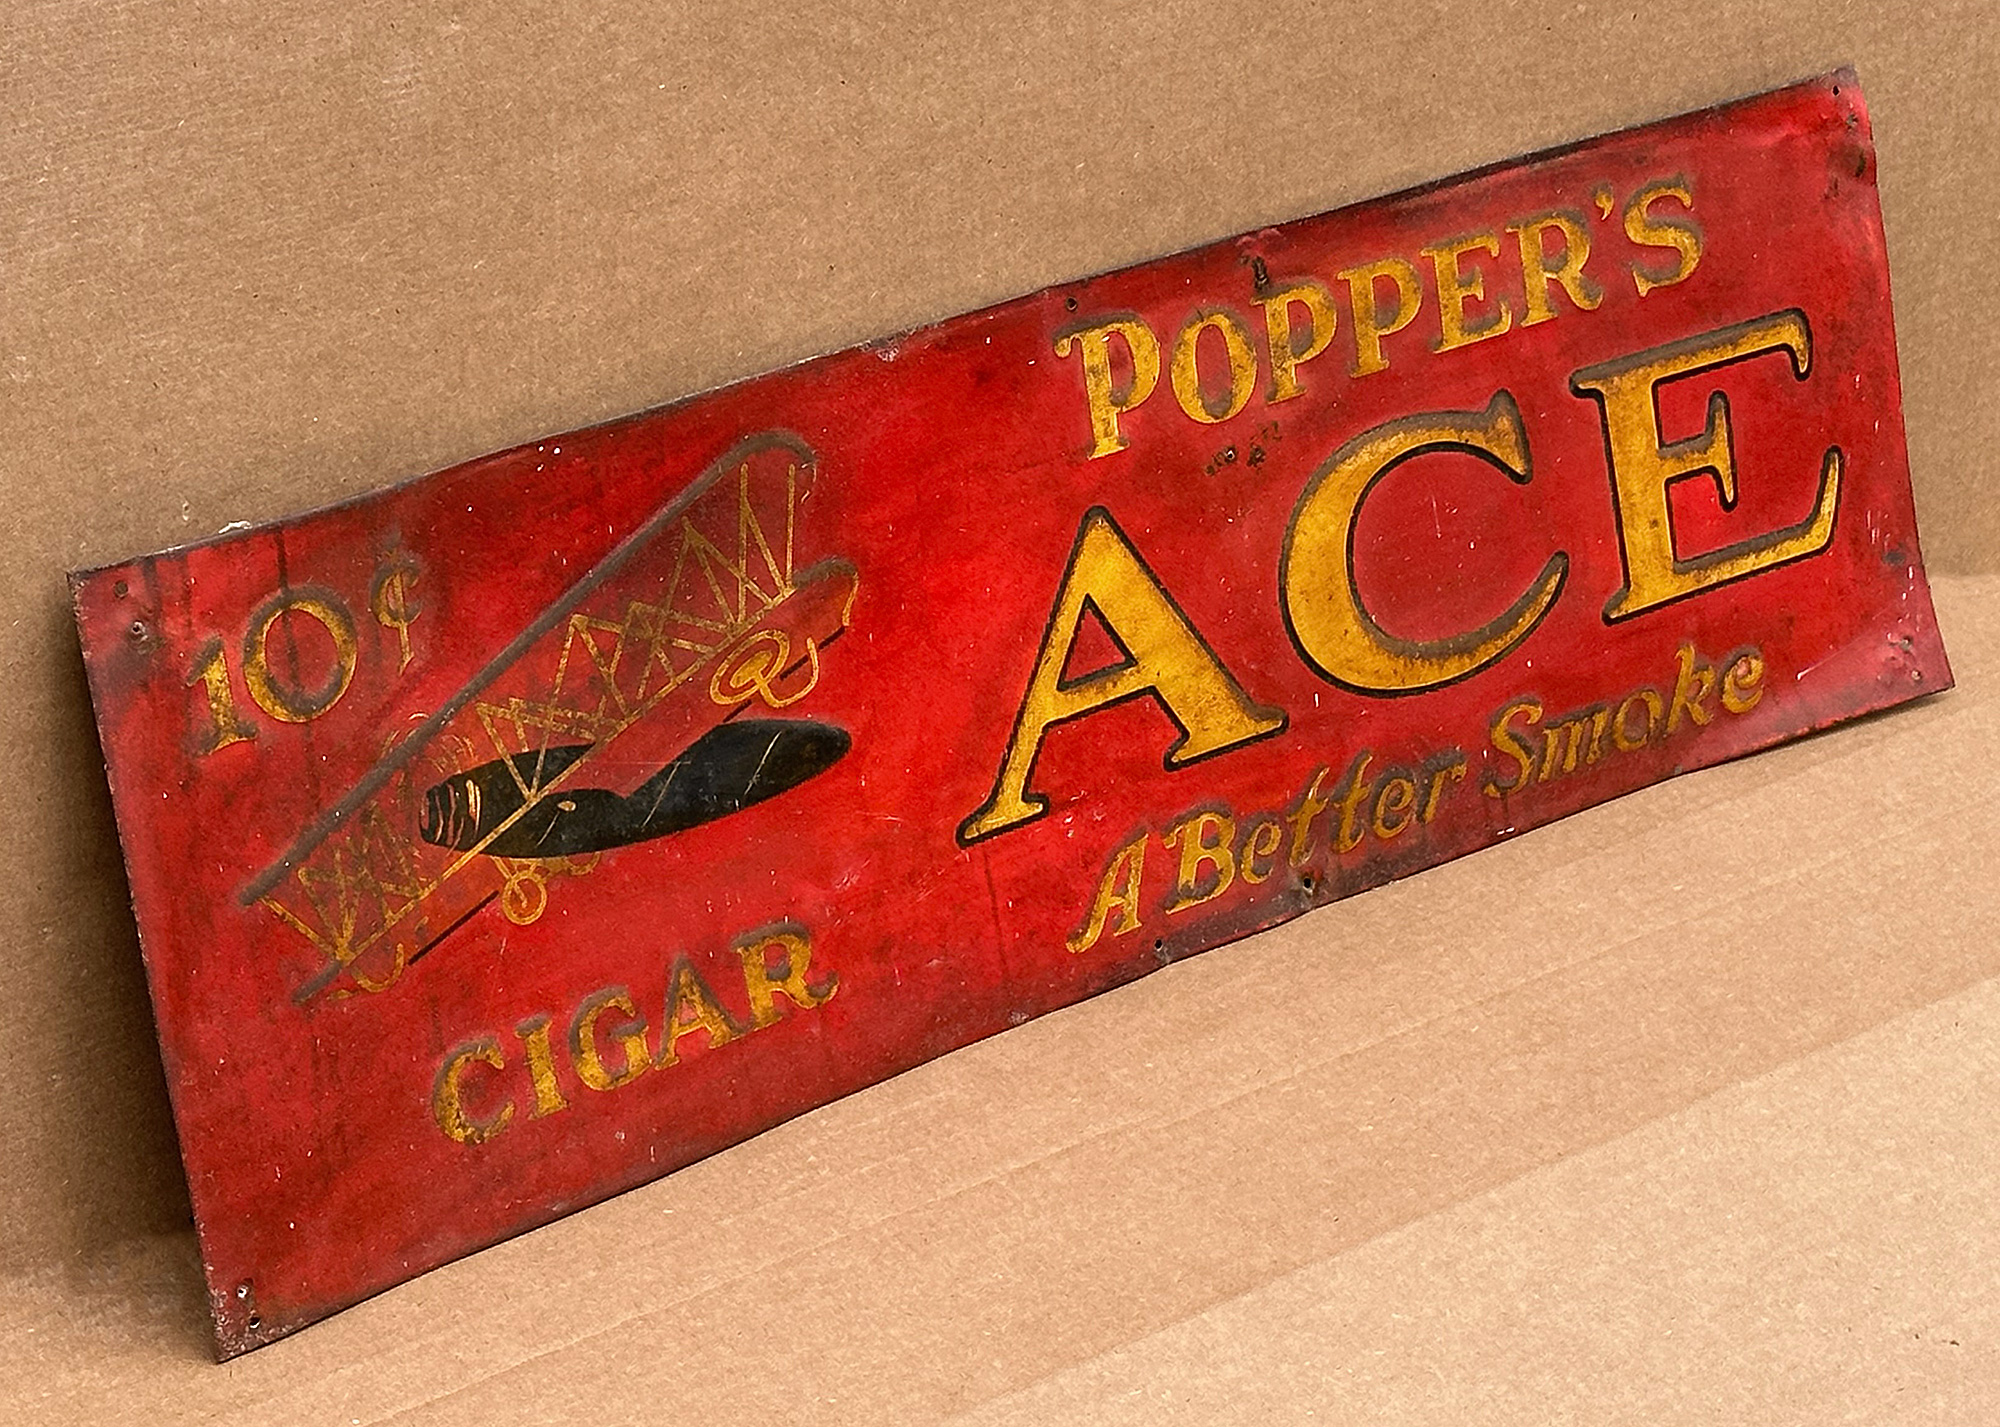 10¢
CIGAR
POPPER'S
ACE
A Better Smoke